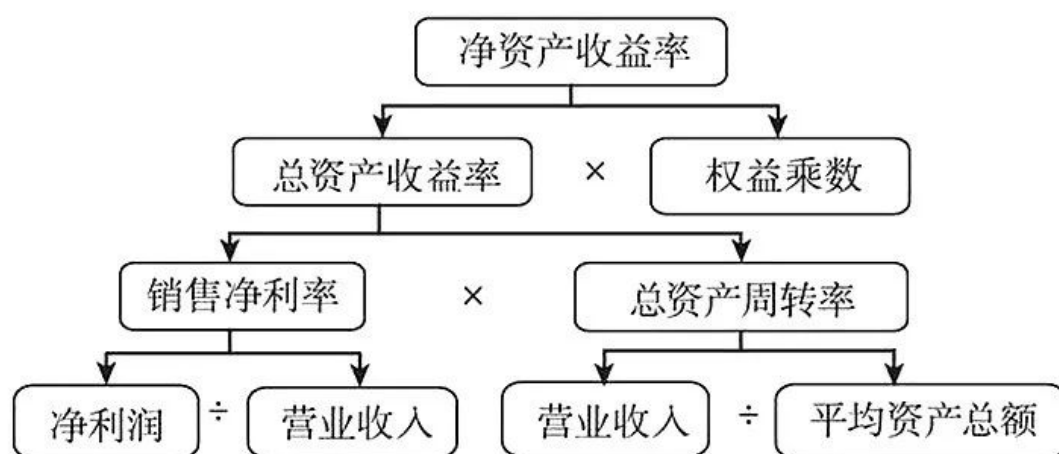 净资产收益率
总资产收益率 × 权益乘数
销售净利率 × 总资产周转率
净利润 ÷ 营业收入 营业收入 ÷ 平均资产总额